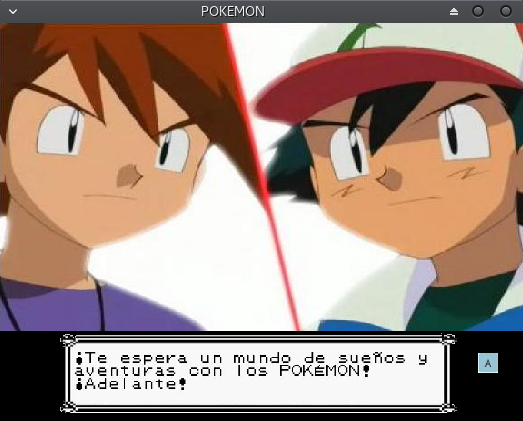 POKEMON
¡Te espera un mundo de sueños y
aventuras con los POKÉMON!
¡Adelante!
A